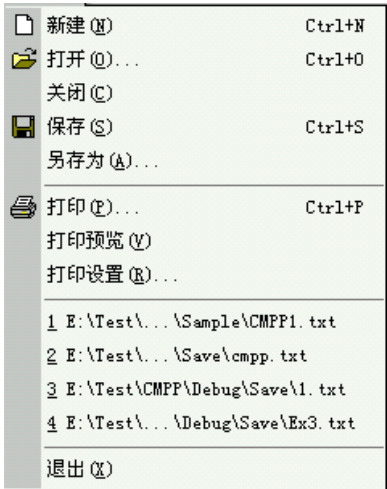 新建(N) Ctrl+N
打开(O)... Ctrl+O
关闭(C)
保存(S) Ctrl+S
另存为(A)...
打印(P)... Ctrl+P
打印预览(V)
打印设置(R)...
1 E:\Test\...\Sample\CMPP1.txt
2 E:\Test\...\Save\cmpp.txt
3 E:\Test\CMPP\Debug\Save\1.txt
4 E:\Test\...\Debug\Save\Ex3.txt
退出(X)